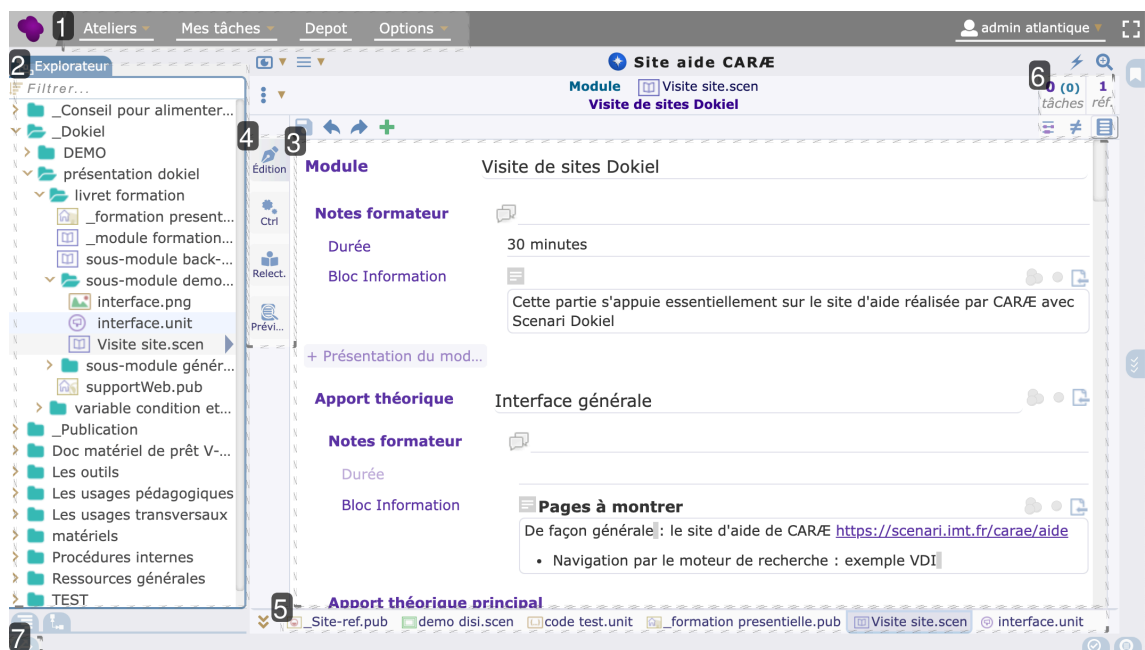 1 Ateliers Mes tâches Depot Options admin atlantique
2 Explorateur
Filtrer...
_Conseil pour alimenter...
_Dokiel
DEMO
présentation dokiel
livret formation
_formation present...
_module formation...
sous-module back-...
sous-module demo...
interface.png
interface.unit
Visite site.scen
sous-module génér...
supportWeb.pub
variable condition et...
_Publication
Doc matériel de prêt V-...
Les outils
Les usages pédagogiques
Les usages transversaux
matériels
Procédures internes
Ressources générales
TEST
7
Site aide CARÆ
Module Visite site.scen
Visite de sites Dokiel
6
0 (0) 1
tâches réf.
4
Édition
Ctrl
Relect.
Prévi...
3
Module Visite de sites Dokiel
Notes formateur
Durée 30 minutes
Bloc Information
Cette partie s'appuie essentiellement sur le site d'aide réalisée par CARÆ avec
Scenari Dokiel
+ Présentation du mod...
Apport théorique Interface générale
Notes formateur
Durée
Bloc Information Pages à montrer
De façon générale : le site d'aide de CARÆ https://scenari.imt.fr/carae/aide
• Navigation par le moteur de recherche : exemple VDI
Apport théorique principal
5 _Site-ref.pub demo disi.scen code test.unit _formation presentielle.pub Visite site.scen interface.unit